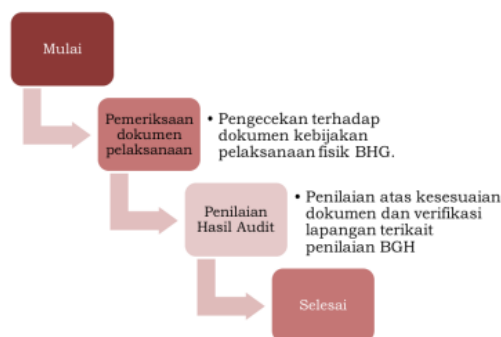 Mulai
Pemeriksaan
dokumen
pelaksanaan
• Pengecekan terhadap
dokumen kebijakan
pelaksanaan fisik BHG.
Penilaian
Hasil Audit
• Penilaian atas kesesuaian
dokumen dan verifikasi
lapangan terikait
penilaian BGH
Selesai